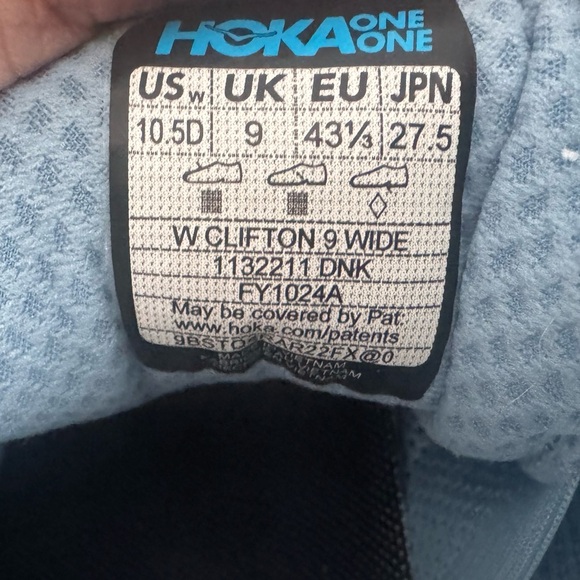 HOKA ONE ONE
USw UK EU JPN
10.5D 9 43⅓ 27.5
W CLIFTON 9 WIDE
1132211 DNK
FY1024A
May be covered by Pat
www.hoka.com/patents
VIETNAM